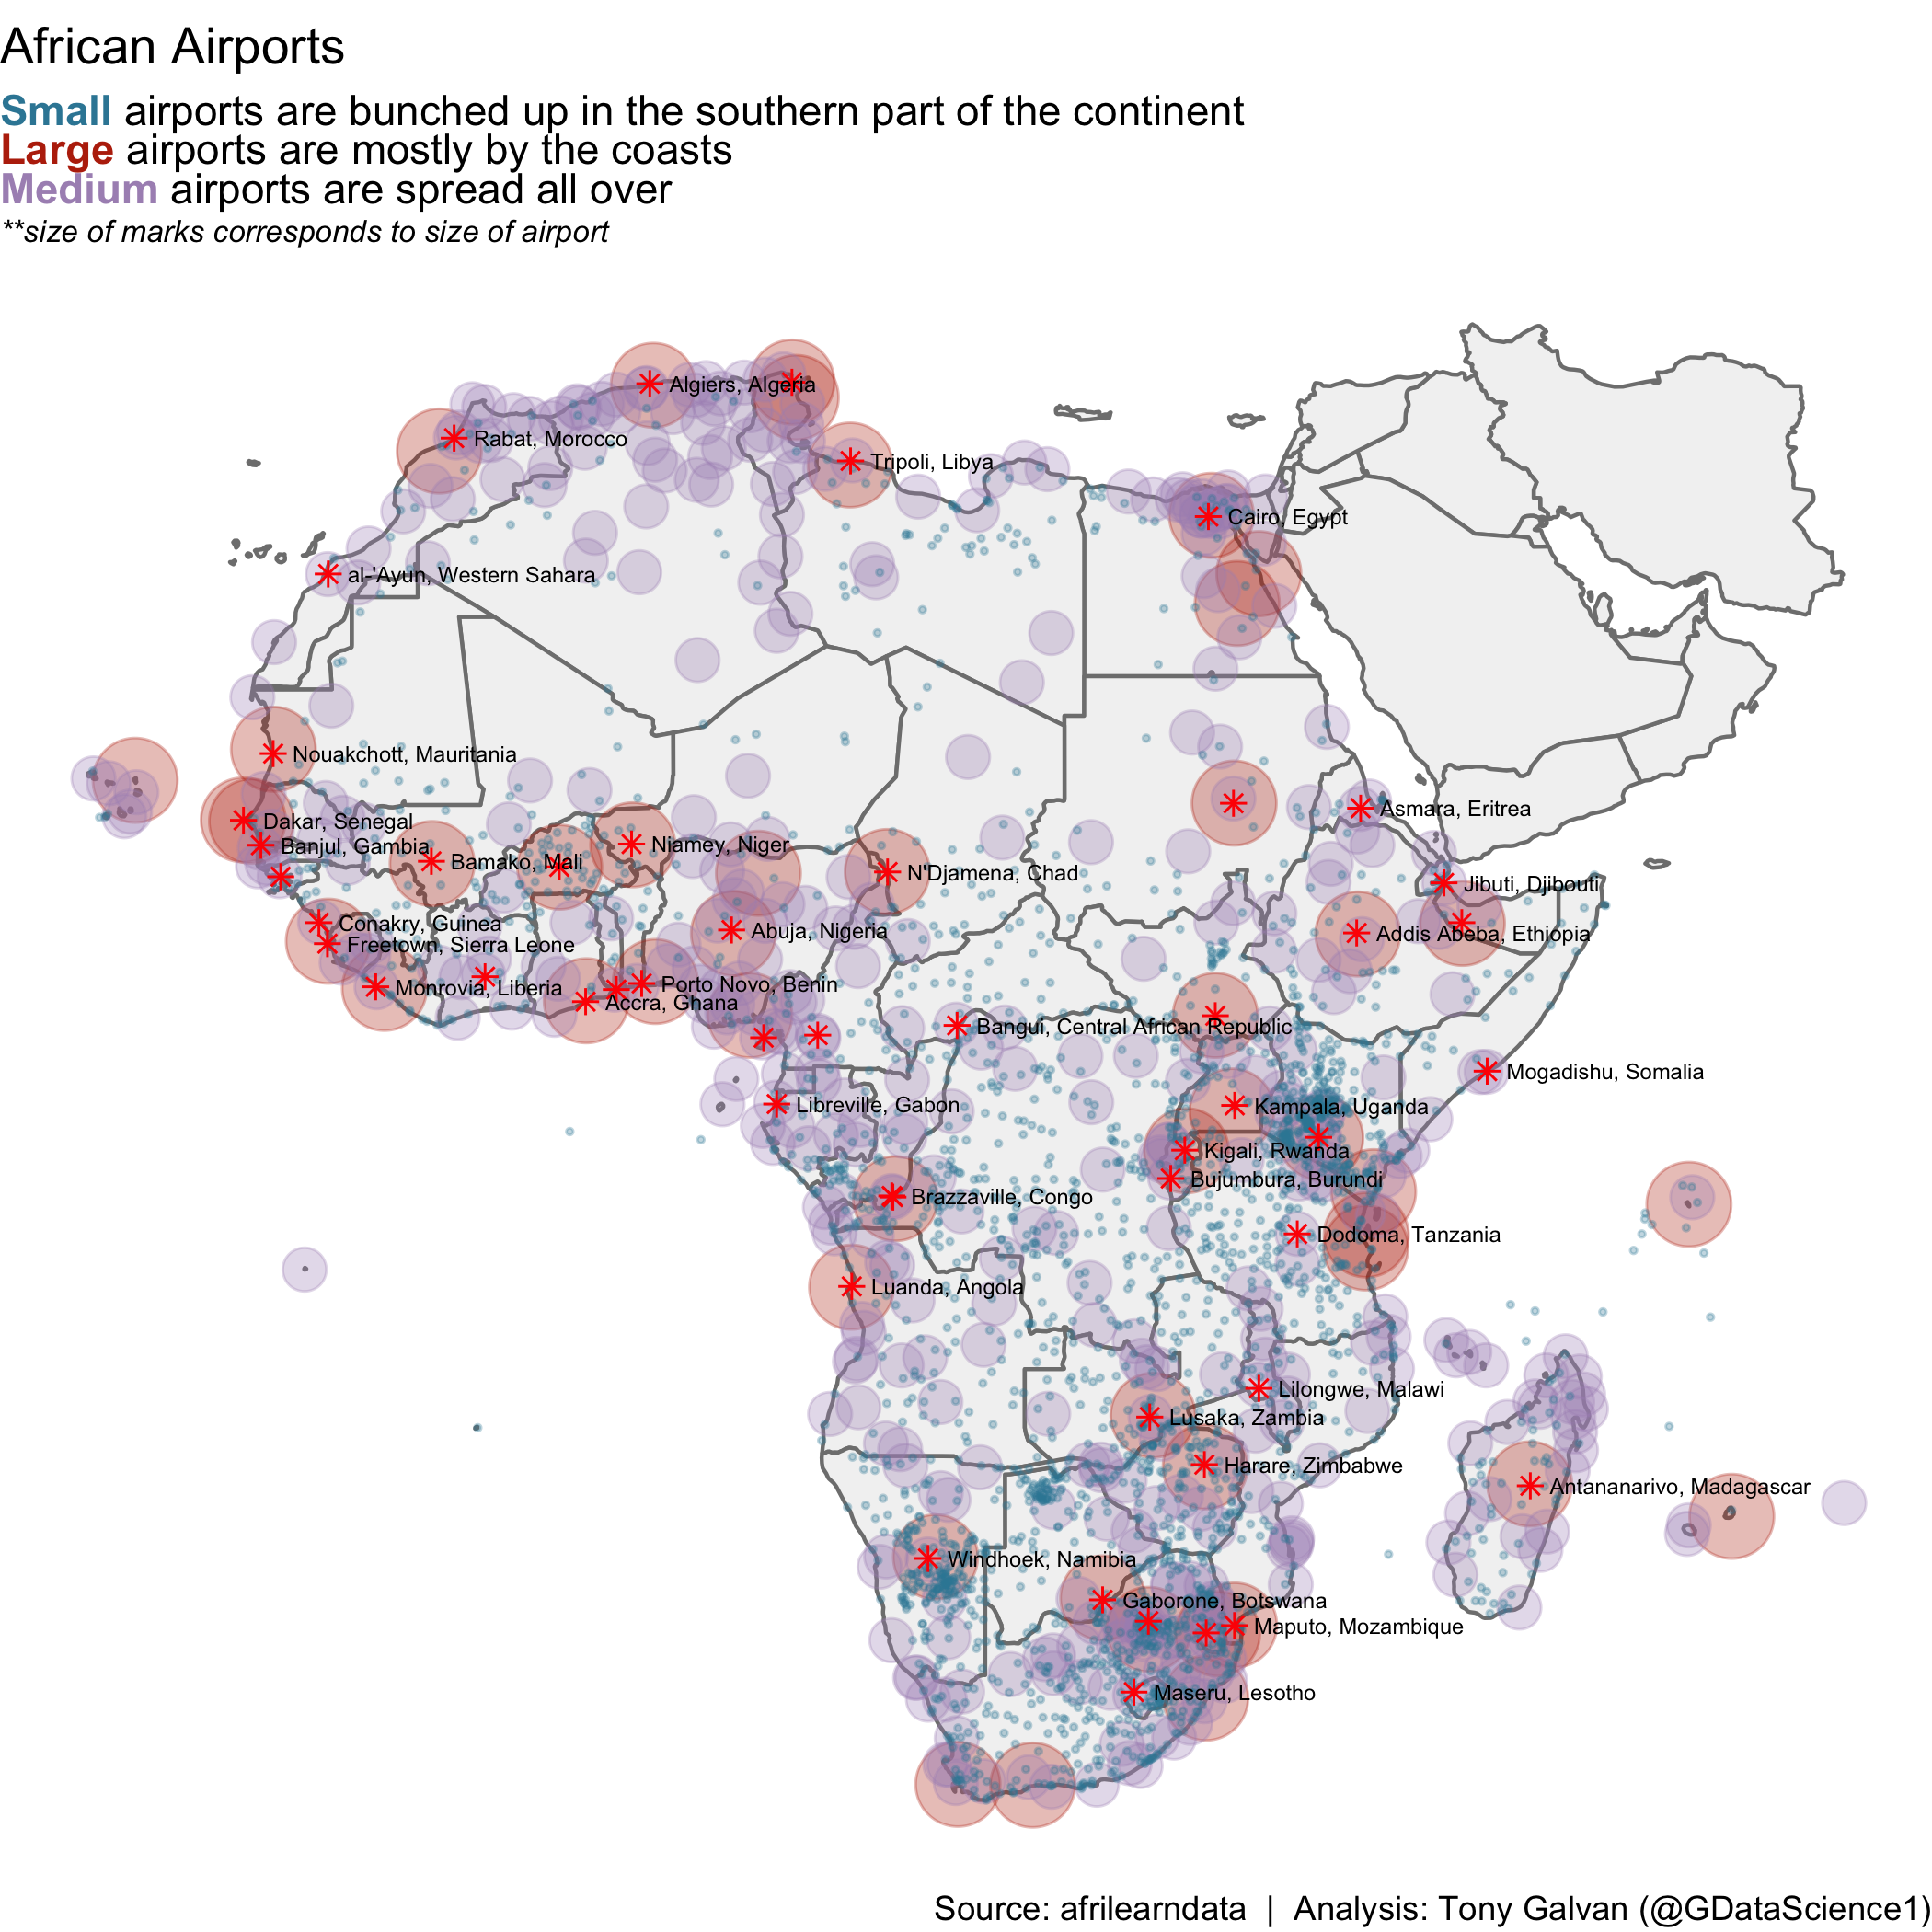 African Airports
Small airports are bunched up in the southern part of the continent
Large airports are mostly by the coasts
Medium airports are spread all over
**size of marks corresponds to size of airport
Algiers, Algeria
Rabat, Morocco
Tripoli, Libya
Cairo, Egypt
al-'Ayun, Western Sahara
Nouakchott, Mauritania
Asmara, Eritrea
Dakar, Senegal
Banjul, Gambia
Niamey, Niger
Bamako, Mali
N'Djamena, Chad
Jibuti, Djibouti
Conakry, Guinea
Abuja, Nigeria
Addis Abeba, Ethiopia
Freetown, Sierra Leone
Porto Novo, Benin
Monrovia, Liberia
Accra, Ghana
Bangui, Central African Republic
Mogadishu, Somalia
Libreville, Gabon
Kampala, Uganda
Kigali, Rwanda
Bujumbura, Burundi
Brazzaville, Congo
Dodoma, Tanzania
Luanda, Angola
Lilongwe, Malawi
Lusaka, Zambia
Harare, Zimbabwe
Antananarivo, Madagascar
Windhoek, Namibia
Gaborone, Botswana
Maputo, Mozambique
Maseru, Lesotho
Source: afrilearndata | Analysis: Tony Galvan (@GDataScience1)